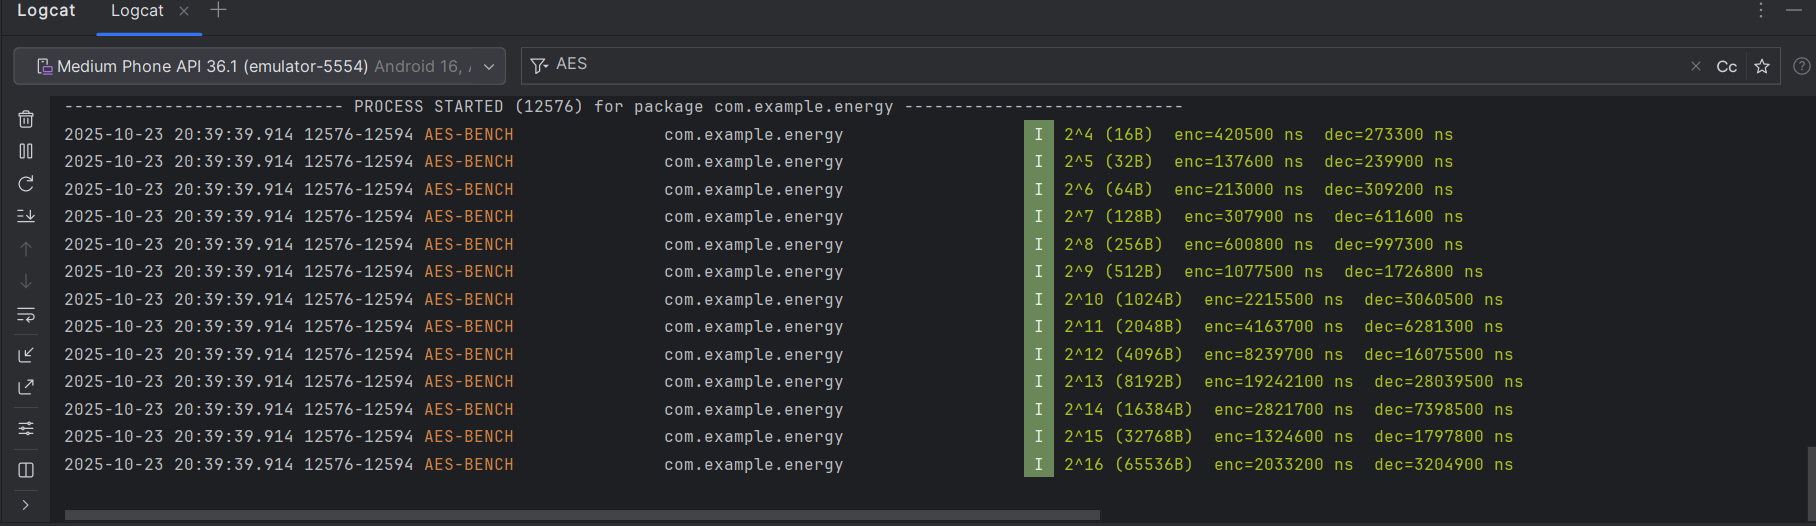 Logcat Logcat × +
Medium Phone API 36.1 (emulator-5554) Android 16, AES × Cc
---------------------------- PROCESS STARTED (12576) for package com.example.energy ----------------------------
2025-10-23 20:39:39.914 12576-12594 AES-BENCH com.example.energy I 2^4 (16B) enc=420500 ns dec=273300 ns
2025-10-23 20:39:39.914 12576-12594 AES-BENCH com.example.energy I 2^5 (32B) enc=137600 ns dec=239900 ns
2025-10-23 20:39:39.914 12576-12594 AES-BENCH com.example.energy I 2^6 (64B) enc=213000 ns dec=309200 ns
2025-10-23 20:39:39.914 12576-12594 AES-BENCH com.example.energy I 2^7 (128B) enc=307900 ns dec=611600 ns
2025-10-23 20:39:39.914 12576-12594 AES-BENCH com.example.energy I 2^8 (256B) enc=600800 ns dec=997300 ns
2025-10-23 20:39:39.914 12576-12594 AES-BENCH com.example.energy I 2^9 (512B) enc=1077500 ns dec=1726800 ns
2025-10-23 20:39:39.914 12576-12594 AES-BENCH com.example.energy I 2^10 (1024B) enc=2215500 ns dec=3060500 ns
2025-10-23 20:39:39.914 12576-12594 AES-BENCH com.example.energy I 2^11 (2048B) enc=4163700 ns dec=6281300 ns
2025-10-23 20:39:39.914 12576-12594 AES-BENCH com.example.energy I 2^12 (4096B) enc=8239700 ns dec=16075500 ns
2025-10-23 20:39:39.914 12576-12594 AES-BENCH com.example.energy I 2^13 (8192B) enc=19242100 ns dec=28039500 ns
2025-10-23 20:39:39.914 12576-12594 AES-BENCH com.example.energy I 2^14 (16384B) enc=2821700 ns dec=7398500 ns
2025-10-23 20:39:39.914 12576-12594 AES-BENCH com.example.energy I 2^15 (32768B) enc=1324600 ns dec=1797800 ns
2025-10-23 20:39:39.914 12576-12594 AES-BENCH com.example.energy I 2^16 (65536B) enc=2033200 ns dec=3204900 ns